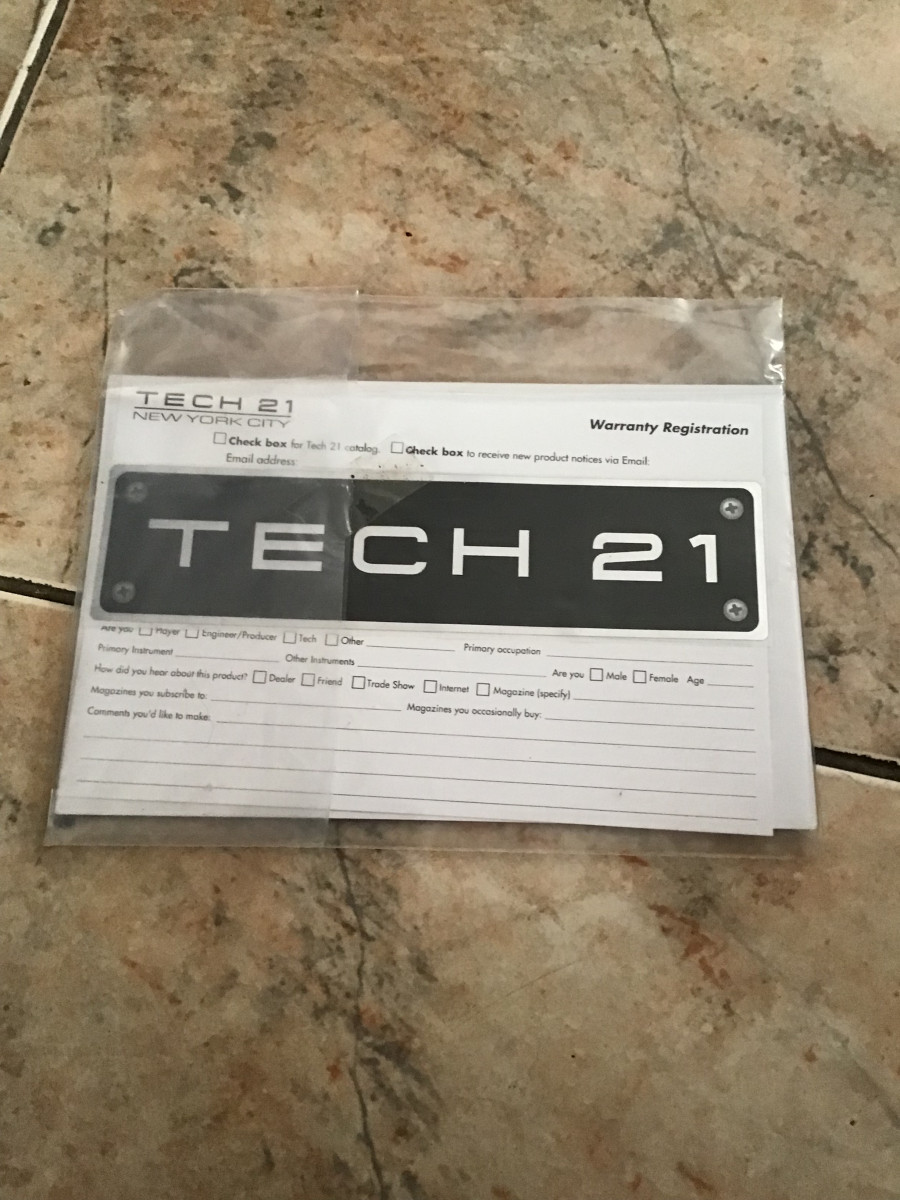 TECH 21
NEW YORK CITY
Warranty Registration
Check box for Tech 21 catalog. Check box to receive new product notices via Email:
Email address:
TECH 21
Are you Player Engineer/Producer Tech Other Primary occupation
Primary Instrument Other Instruments Are you Male Female Age
How did you hear about this product? Dealer Friend Trade Show Internet Magazine (specify)
Magazines you subscribe to: Magazines you occasionally buy:
Comments you'd like to make: